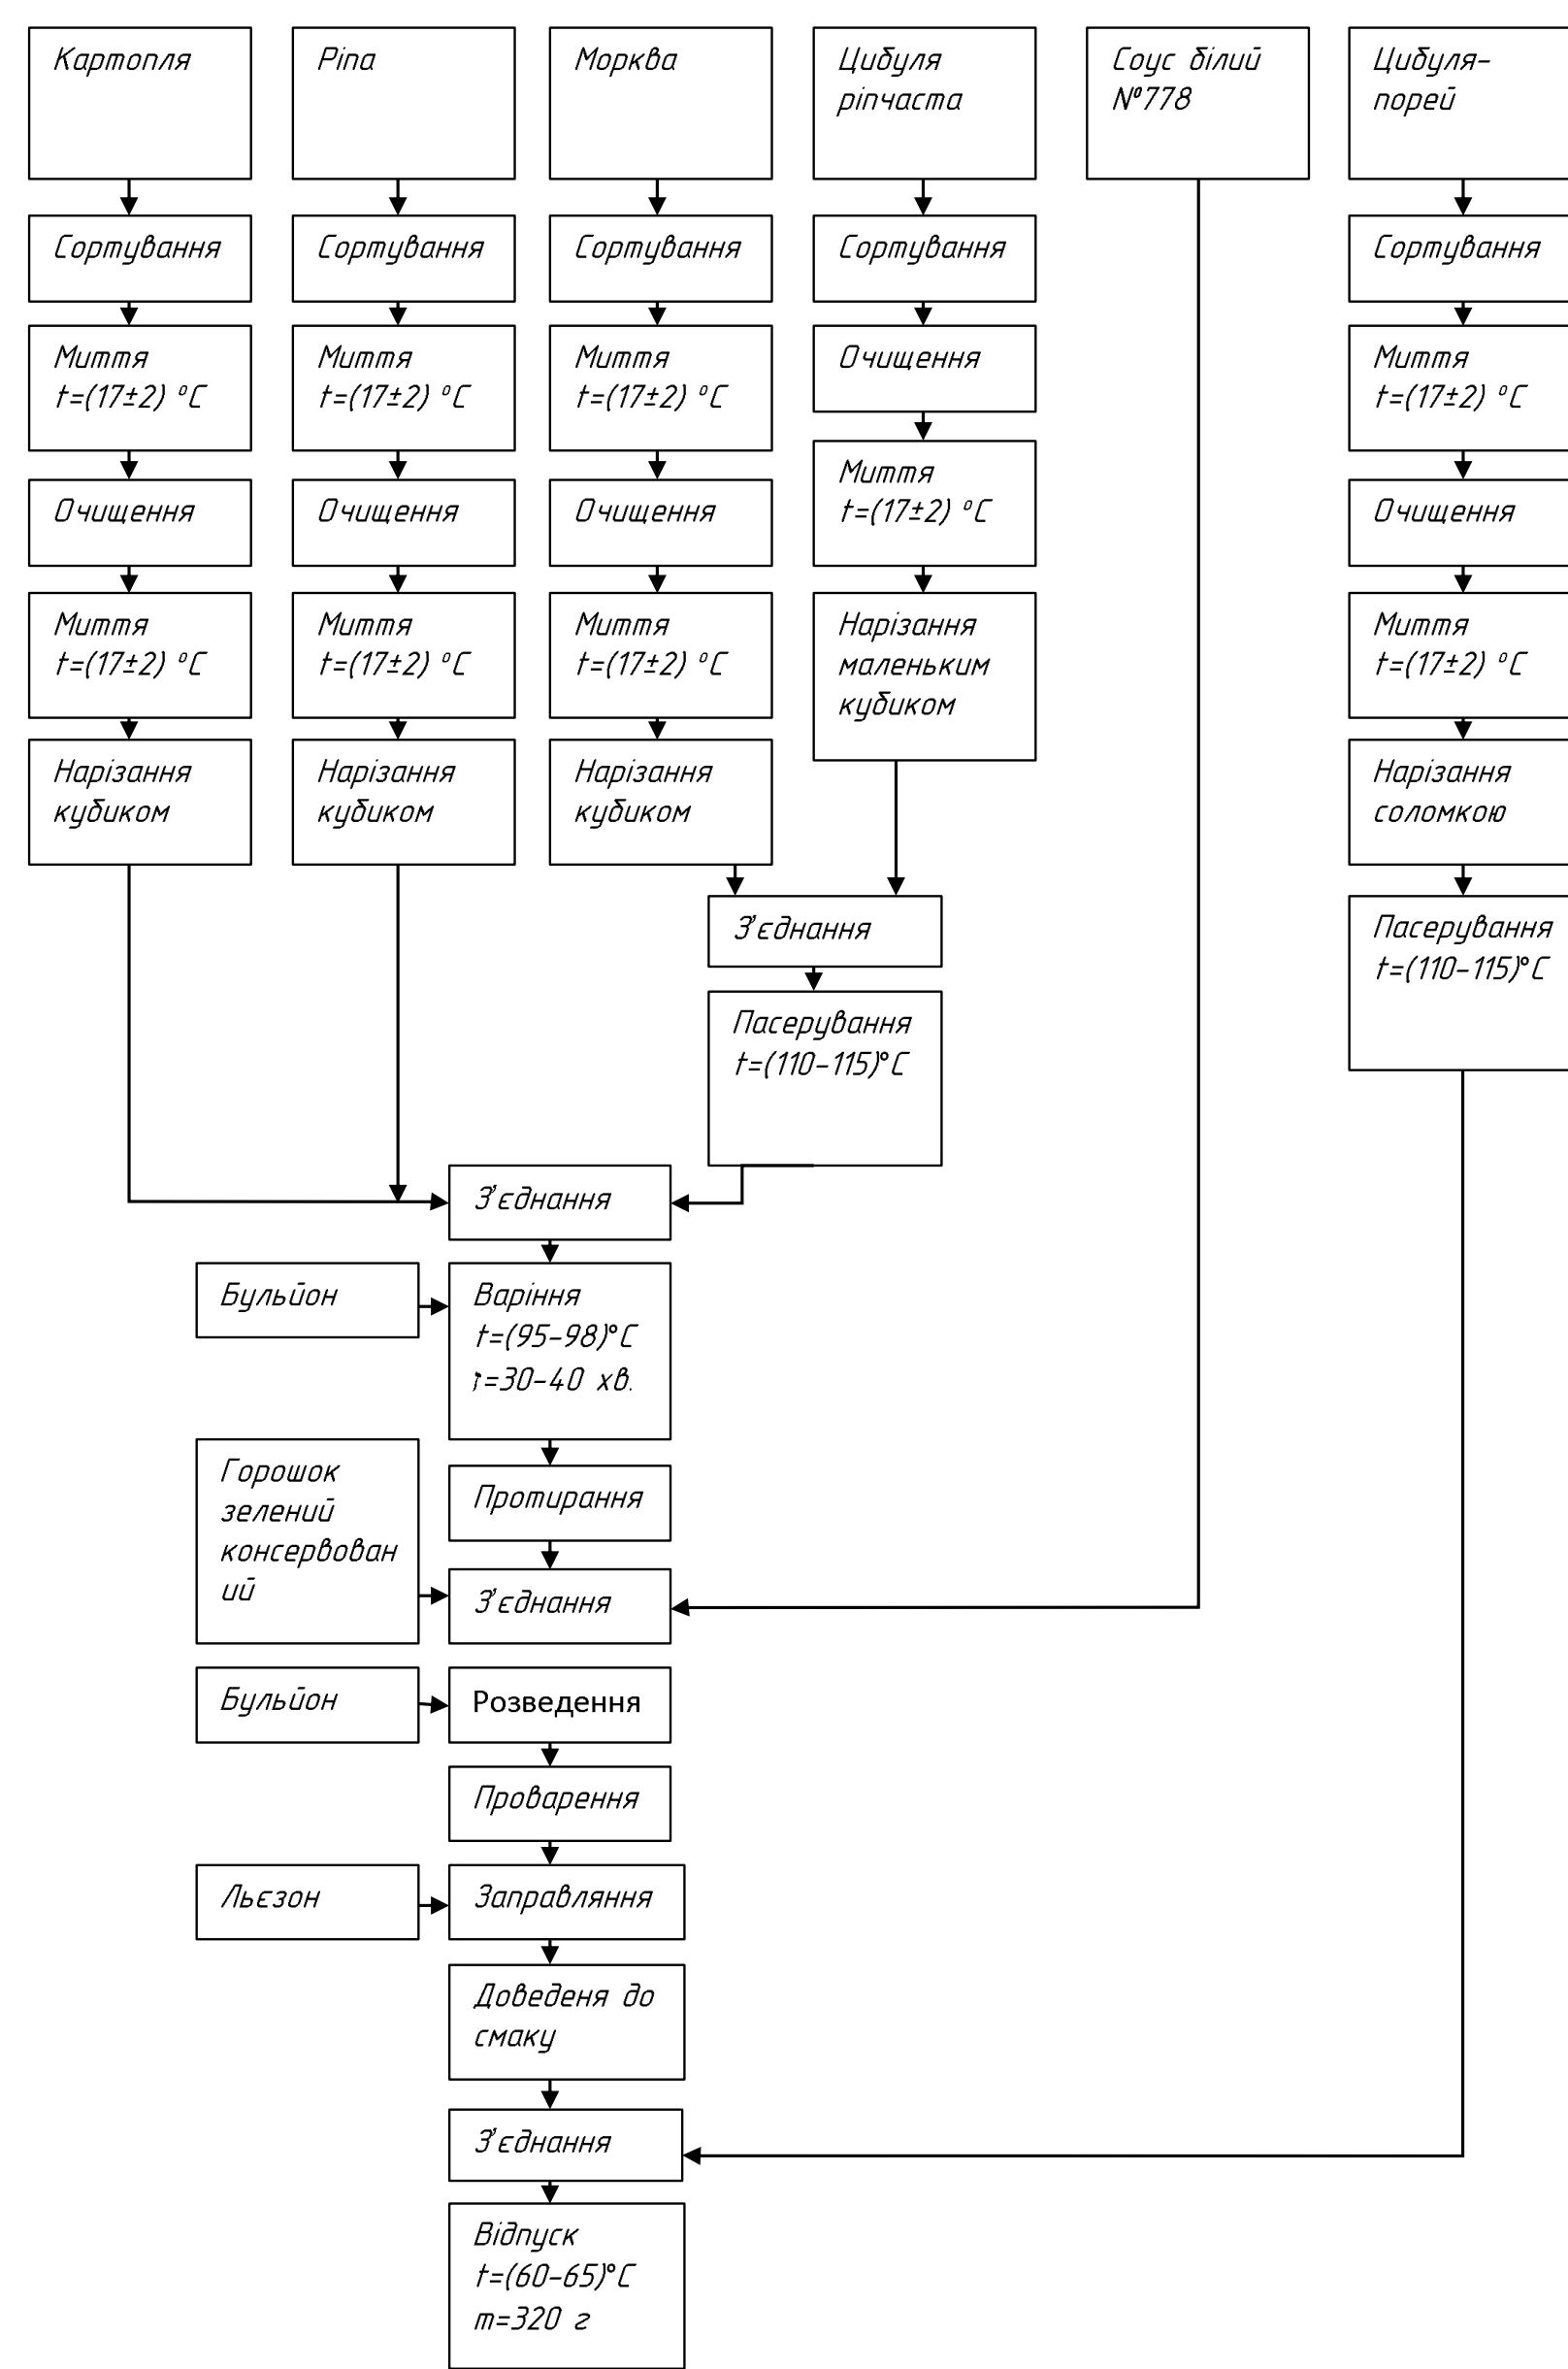 Картопля
Ріпа
Морква
Цибуля
ріпчаста
Соус білий
№778
Цибуля-
порей
Сортування
Сортування
Сортування
Сортування
Сортування
Миття
t=(17±2) °С
Миття
t=(17±2) °С
Миття
t=(17±2) °С
Очищення
Миття
t=(17±2) °С
Очищення
Очищення
Очищення
Миття
t=(17±2) °С
Очищення
Миття
t=(17±2) °С
Миття
t=(17±2) °С
Миття
t=(17±2) °С
Нарізання
маленьким
кубиком
Миття
t=(17±2) °С
Нарізання
кубиком
Нарізання
кубиком
Нарізання
кубиком
Нарізання
соломкою
З'єднання
Пасерування
t=(110-115)°С
Пасерування
t=(110-115)°С
З'єднання
Бульйон
Варіння
t=(95-98)°С
τ=30-40 хв.
Горошок
зелений
консервован
ий
Протирання
З'єднання
Бульйон
Розведення
Проварення
Льєзон
Заправляння
Доведеня до
смаку
З'єднання
Відпуск
t=(60-65)°С
m=320 г